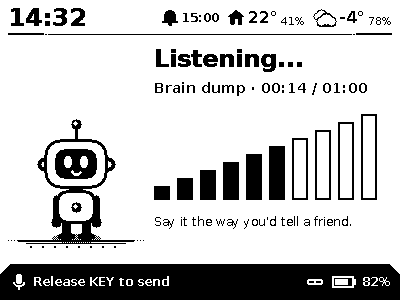 14:32 15:00 22° 41% -4° 78%
Listening...
Brain dump · 00:14 / 01:00
Say it the way you'd tell a friend.
Release KEY to send 82%